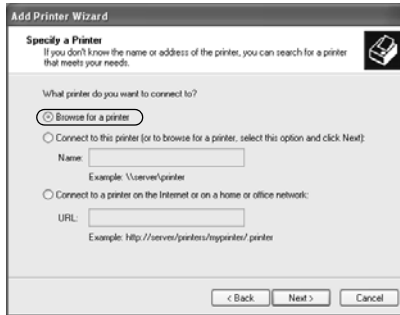 Add Printer Wizard
Specify a Printer
If you don't know the name or address of the printer, you can search for a printer
that meets your needs.
What printer do you want to connect to?
Browse for a printer
Connect to this printer (or to browse for a printer, select this option and click Next):
Name:
Example: \\server\printer
Connect to a printer on the Internet or on a home or office network:
URL:
Example: http://server/printers/myprinter/.printer
< Back Next > Cancel